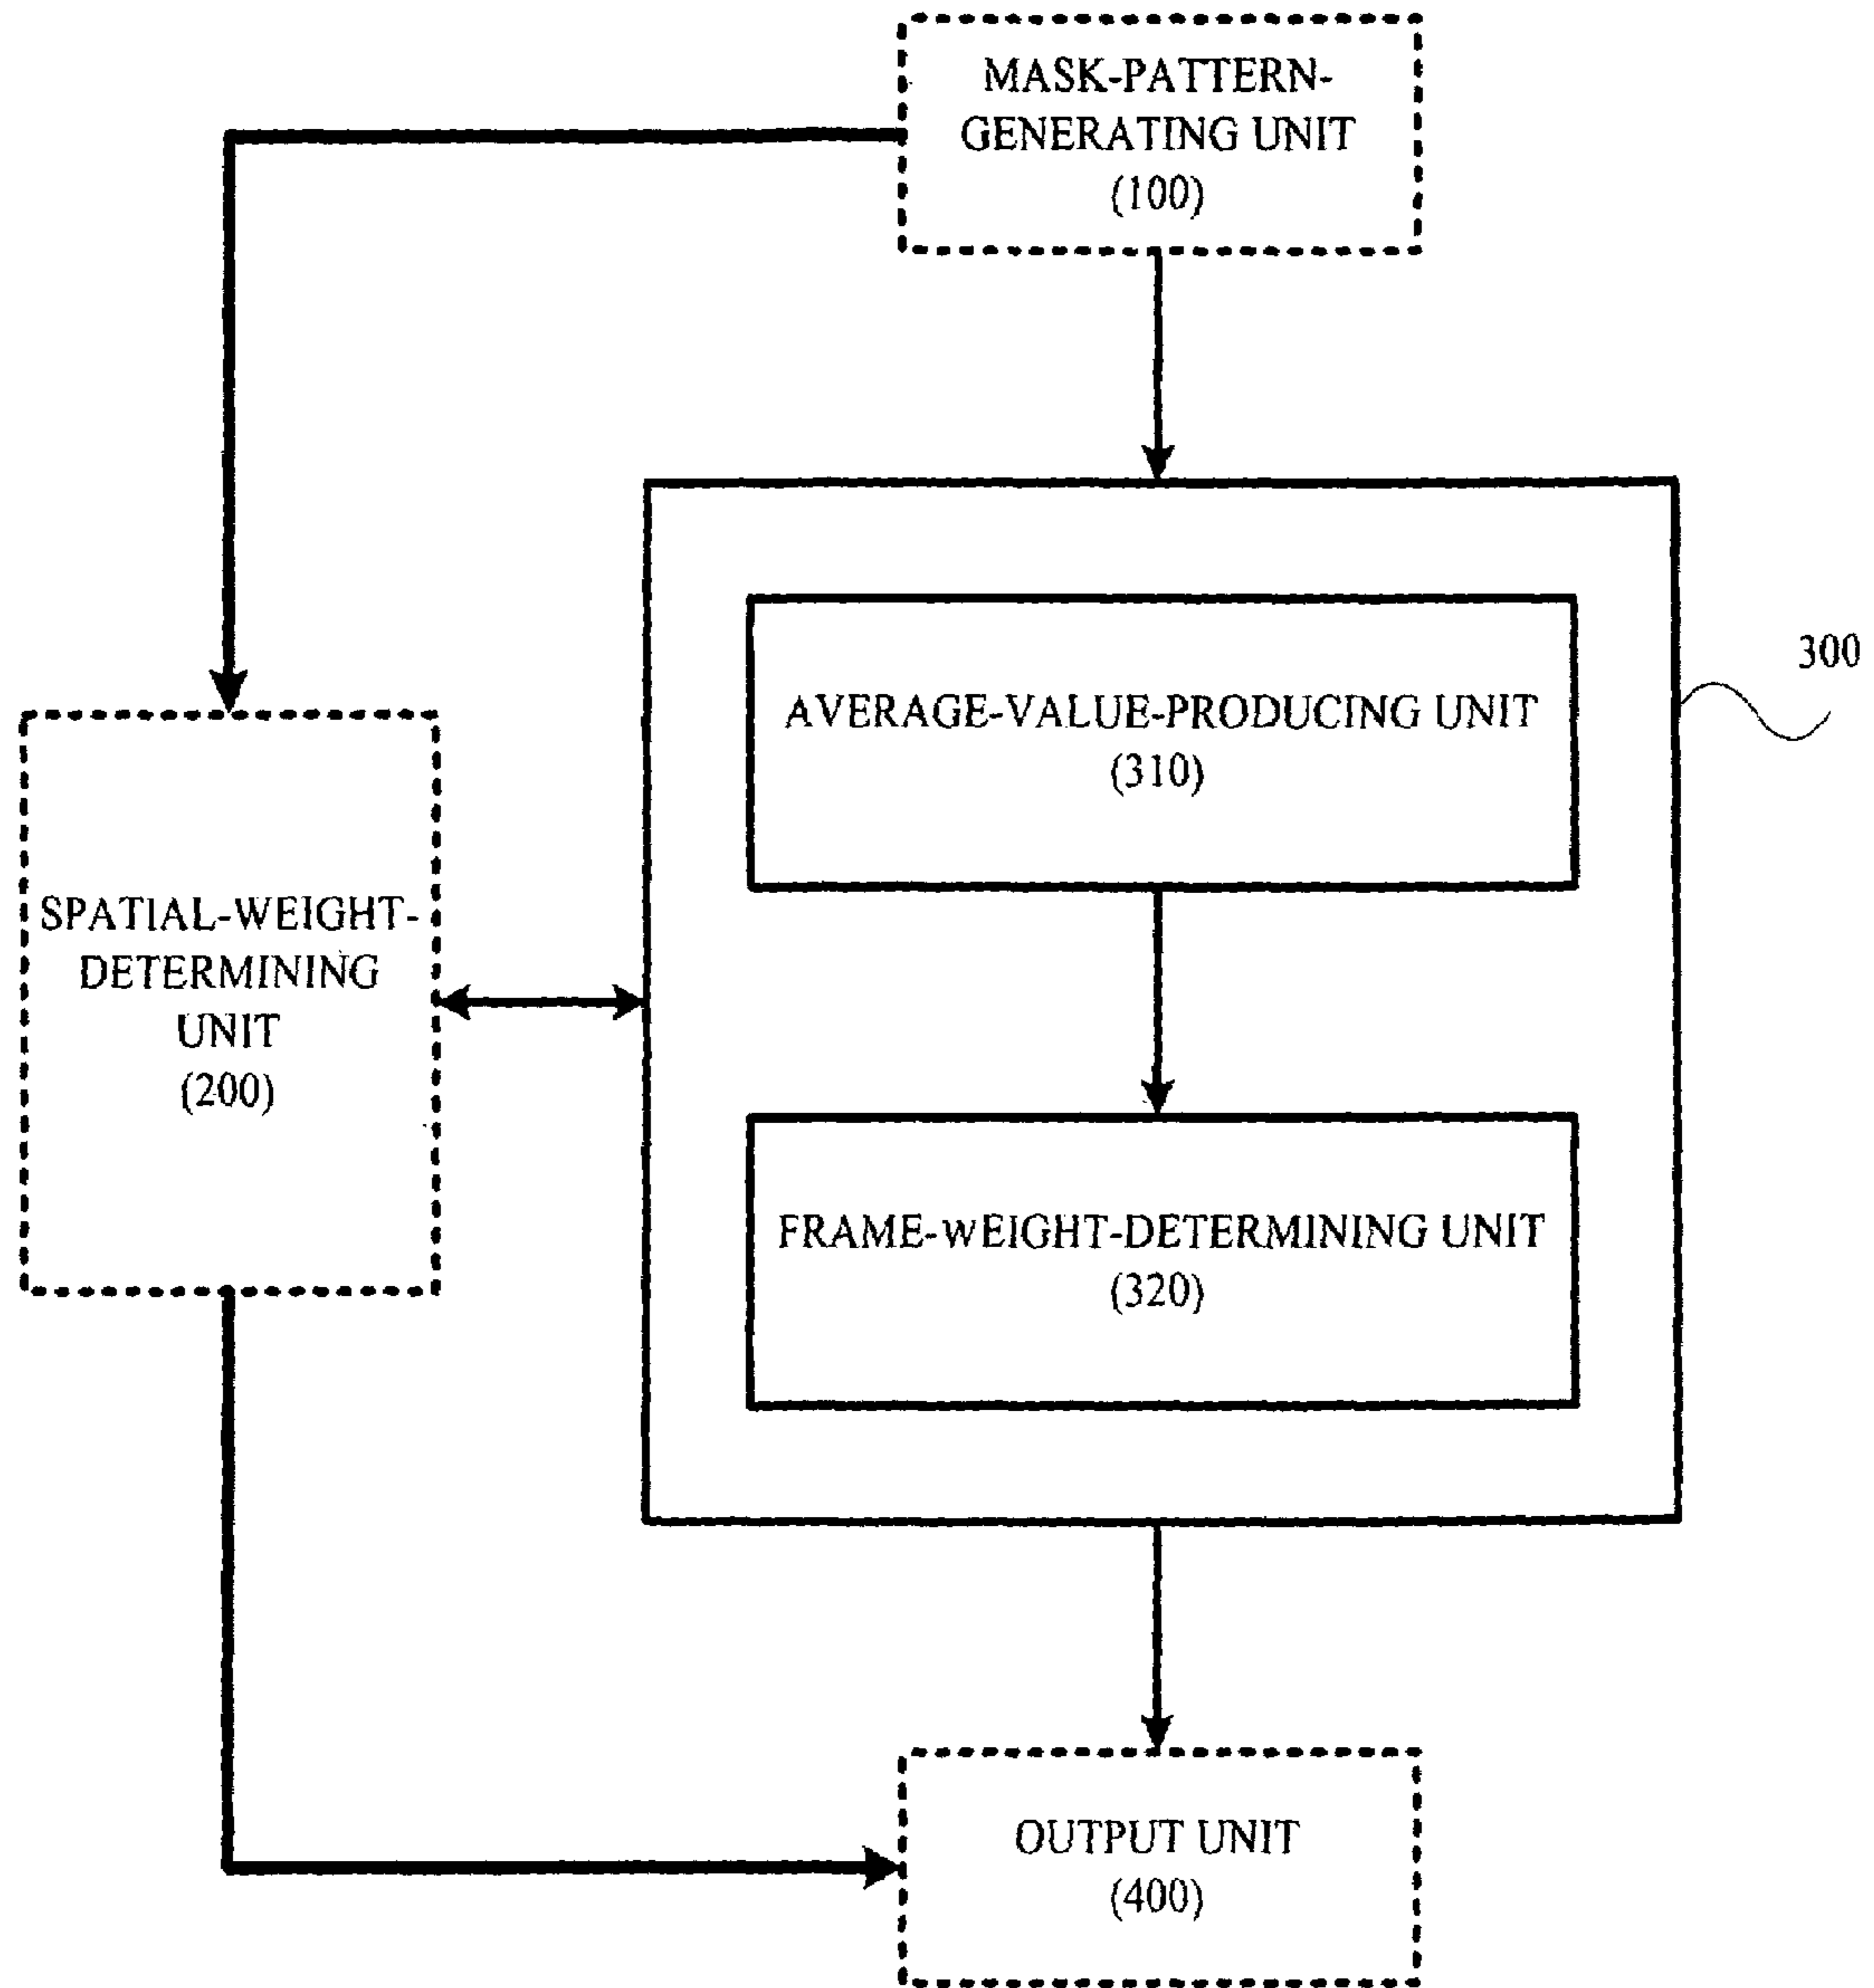 MASK-PATTERN-
GENERATING UNIT
(100)
300
AVERAGE-VALUE-PRODUCING UNIT
(310)
SPATIAL-WEIGHT-
DETERMINING
UNIT
(200)
FRAME-WEIGHT-DETERMINING UNIT
(320)
OUTPUT UNIT
(400)